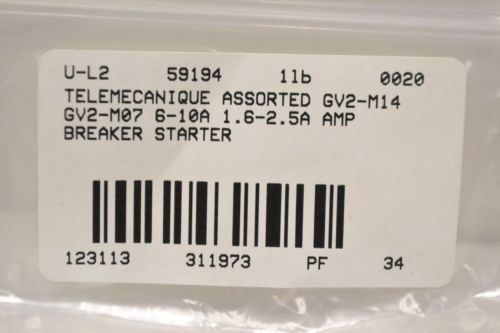 U-L2 59194 1lb 0020
TELEMECANIQUE ASSORTED GV2-M14
GV2-M07 6-10A 1.6-2.5A AMP
BREAKER STARTER
123113 311973 PF 34